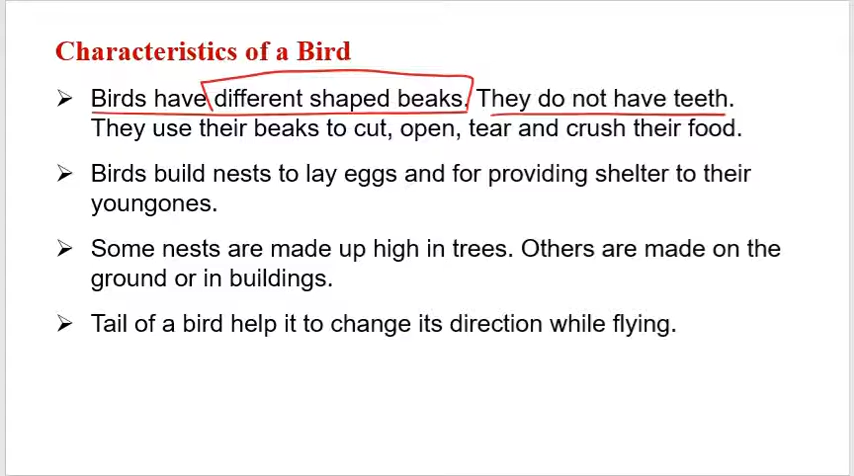 Characteristics of a Bird
➢ Birds have different shaped beaks. They do not have teeth.
They use their beaks to cut, open, tear and crush their food.
➢ Birds build nests to lay eggs and for providing shelter to their
youngones.
➢ Some nests are made up high in trees. Others are made on the
ground or in buildings.
➢ Tail of a bird help it to change its direction while flying.